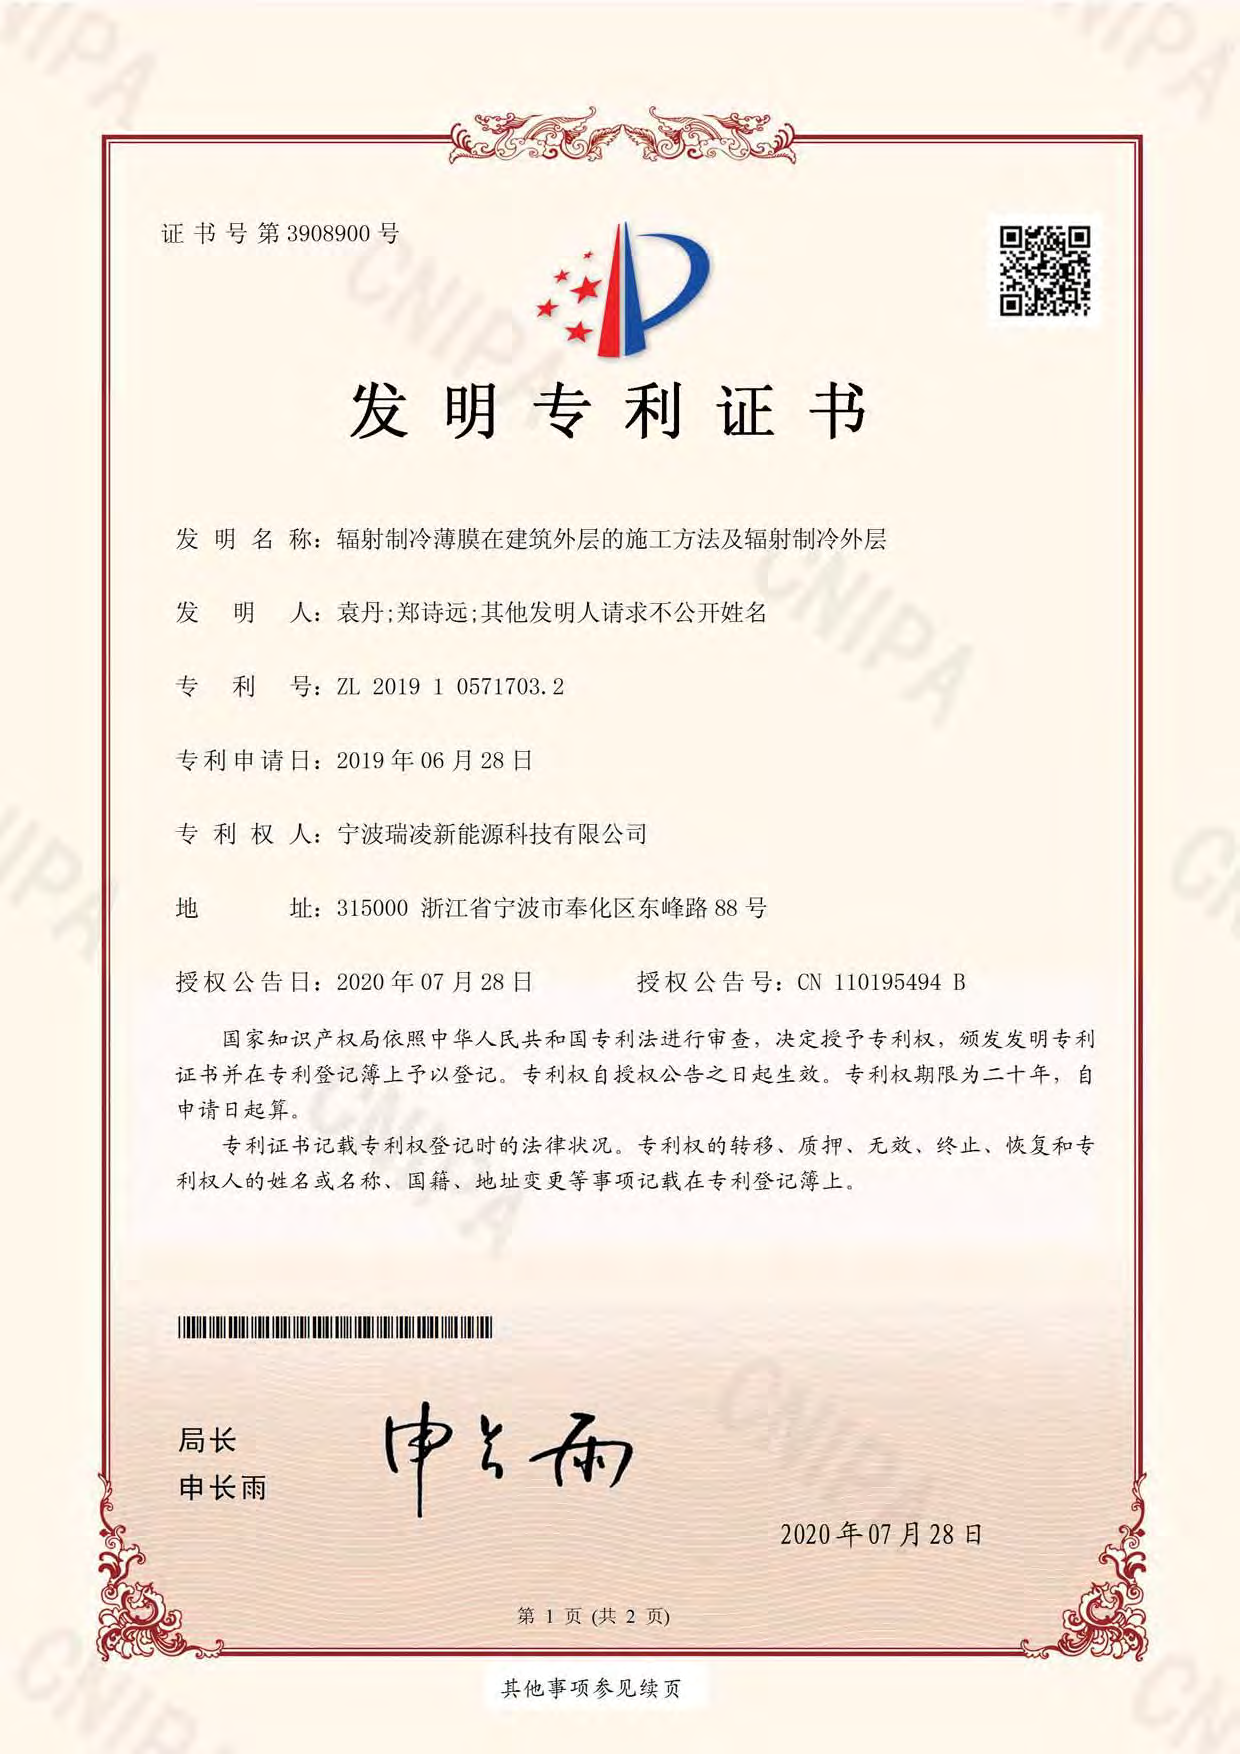 证书号第3908900号
发明专利证书
发明名称：辐射制冷薄膜在建筑外层的施工方法及辐射制冷外层
发明人：袁丹;郑诗远;其他发明人请求不公开姓名
专利号：ZL 2019 1 0571703.2
专利申请日：2019年06月28日
专利权人：宁波瑞凌新能源科技有限公司
地址：315000 浙江省宁波市奉化区东峰路88号
授权公告日：2020年07月28日 授权公告号：CN 110195494 B
国家知识产权局依照中华人民共和国专利法进行审查，决定授予专利权，颁发发明专利
证书并在专利登记簿上予以登记。专利权自授权公告之日起生效。专利权期限为二十年，自
申请日起算。
专利证书记载专利权登记时的法律状况。专利权的转移、质押、无效、终止、恢复和专
利权人的姓名或名称、国籍、地址变更等事项记载在专利登记簿上。
局长
申长雨
申长雨
2020年07月28日
第 1 页 (共 2 页)
其他事项参见续页
CNIPA
CNIPA
CNIPA
CNIPA
CNIPA
CNIPA
CNIPA
CNIPA
CNIPA
CNIPA
CNIPA